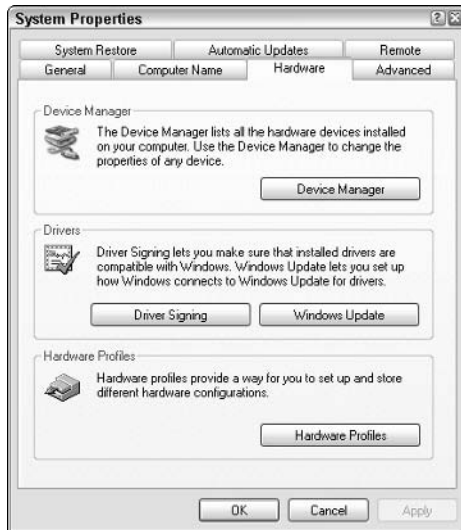 System Properties
System Restore Automatic Updates Remote
General Computer Name Hardware Advanced
Device Manager
The Device Manager lists all the hardware devices installed
on your computer. Use the Device Manager to change the
properties of any device.
Device Manager
Drivers
Driver Signing lets you make sure that installed drivers are
compatible with Windows. Windows Update lets you set up
how Windows connects to Windows Update for drivers.
Driver Signing Windows Update
Hardware Profiles
Hardware profiles provide a way for you to set up and store
different hardware configurations.
Hardware Profiles
OK Cancel Apply